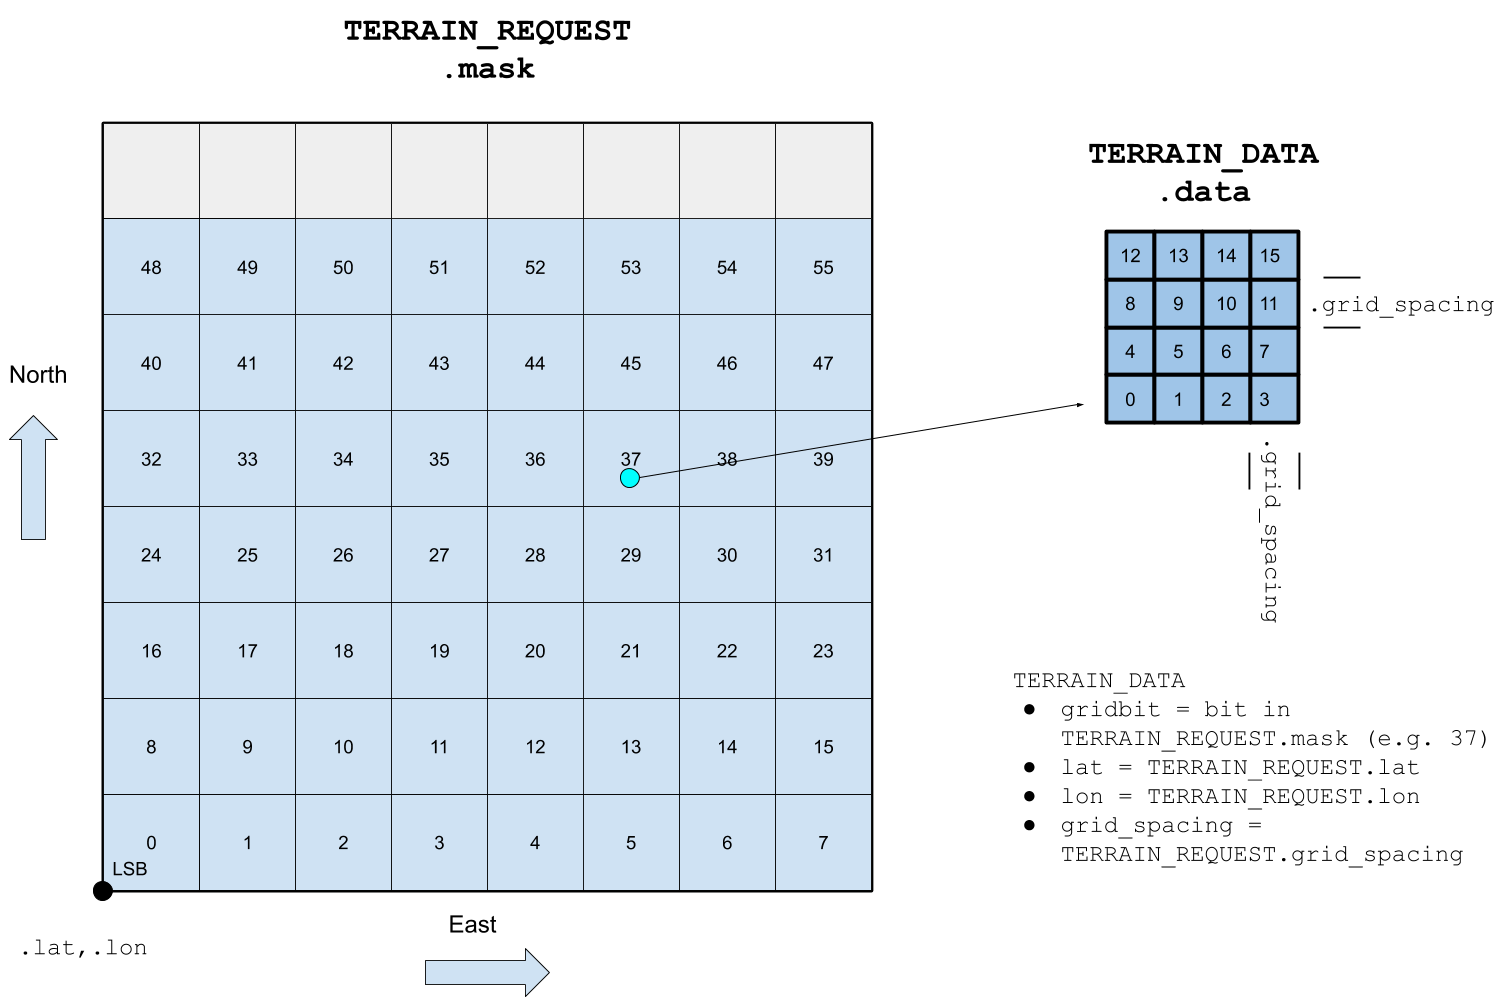 TERRAIN_REQUEST
.mask
48 49 50 51 52 53 54 55
40 41 42 43 44 45 46 47
32 33 34 35 36 37 38 39
24 25 26 27 28 29 30 31
16 17 18 19 20 21 22 23
8 9 10 11 12 13 14 15
0 1 2 3 4 5 6 7
LSB
North
East
.lat,.lon
TERRAIN_DATA
.data
12 13 14 15
8 9 10 11
4 5 6 7
0 1 2 3
.grid_spacing
.grid_spacing
TERRAIN_DATA
● gridbit = bit in
TERRAIN_REQUEST.mask (e.g. 37)
● lat = TERRAIN_REQUEST.lat
● lon = TERRAIN_REQUEST.lon
● grid_spacing =
TERRAIN_REQUEST.grid_spacing